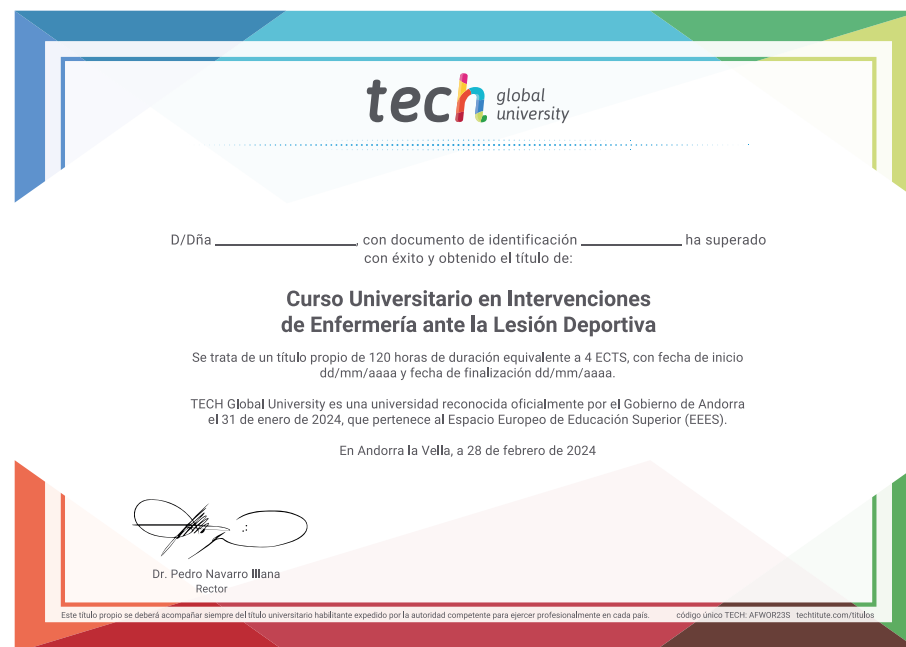 tech global university
D/Dña ____________________, con documento de identificación ______________ ha superado
con éxito y obtenido el título de:
Curso Universitario en Intervenciones
de Enfermería ante la Lesión Deportiva
Se trata de un título propio de 120 horas de duración equivalente a 4 ECTS, con fecha de inicio
dd/mm/aaaa y fecha de finalización dd/mm/aaaa.
TECH Global University es una universidad reconocida oficialmente por el Gobierno de Andorra
el 31 de enero de 2024, que pertenece al Espacio Europeo de Educación Superior (EEES).
En Andorra la Vella, a 28 de febrero de 2024
Dr. Pedro Navarro Illana
Rector
Este título propio se deberá acompañar siempre del título universitario habilitante expedido por la autoridad competente para ejercer profesionalmente en cada país. código único TECH: AFWOR23S techtitute.com/titulos